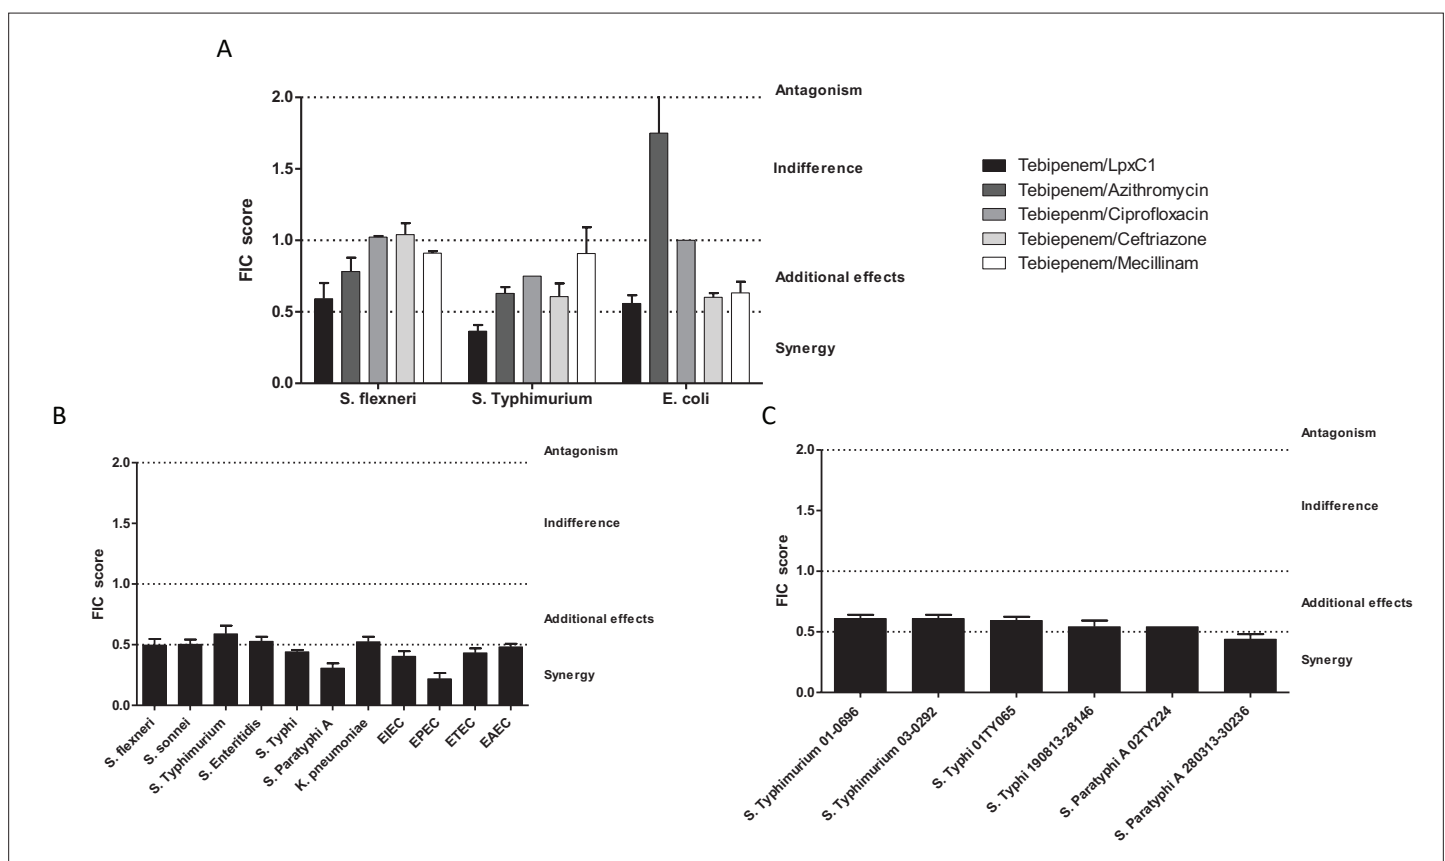 A
FIC score
2.0
1.5
1.0
0.5
0.0
Antagonism
Indifference
Additional effects
Synergy
S. flexneri
S. Typhimurium
E. coli
Tebipenem/LpxC1
Tebipenem/Azithromycin
Tebiepenm/Ciprofloxacin
Tebiepenem/Ceftriazone
Tebiepenem/Mecillinam
B
FIC score
2.0
1.5
1.0
0.5
0.0
Antagonism
Indifference
Additional effects
Synergy
S. flexneri
S. sonnei
S. Typhimurium
S. Enteritidis
S. Typhi
S. Paratyphi A
K. pneumoniae
EIEC
EPEC
ETEC
EAEC
C
FIC score
2.0
1.5
1.0
0.5
0.0
Antagonism
Indifference
Additional effects
Synergy
S. Typhimurium 01-0696
S. Typhimurium 03-0292
S. Typhi 01TY065
S. Typhi 190813-28146
S. Paratyphi A 02TY224
S. Paratyphi A 280313-30236